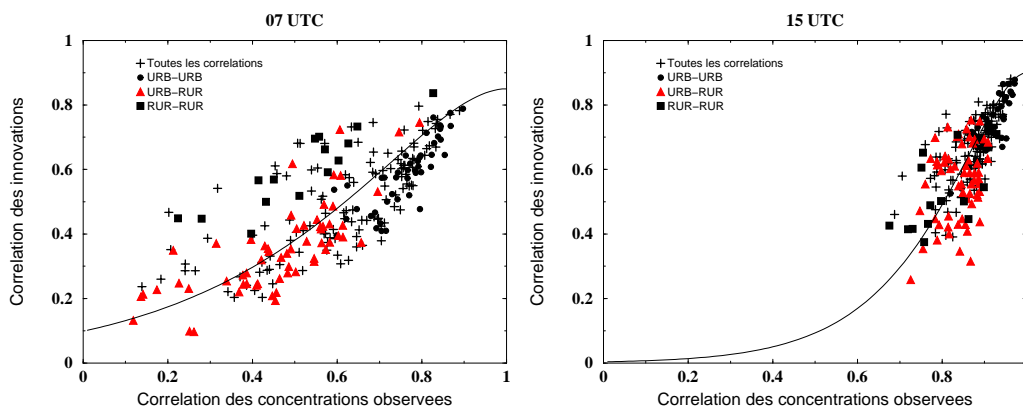 07 UTC
1
0.8
0.6
0.4
0.2
0
0
0.2
0.4
0.6
0.8
1
Correlation des innovations
Correlation des concentrations observees
Toutes les correlations
URB−URB
URB−RUR
RUR−RUR
15 UTC
1
0.8
0.6
0.4
0.2
0
0
0.2
0.4
0.6
0.8
Correlation des innovations
Correlation des concentrations observees
Toutes les correlations
URB−URB
URB−RUR
RUR−RUR